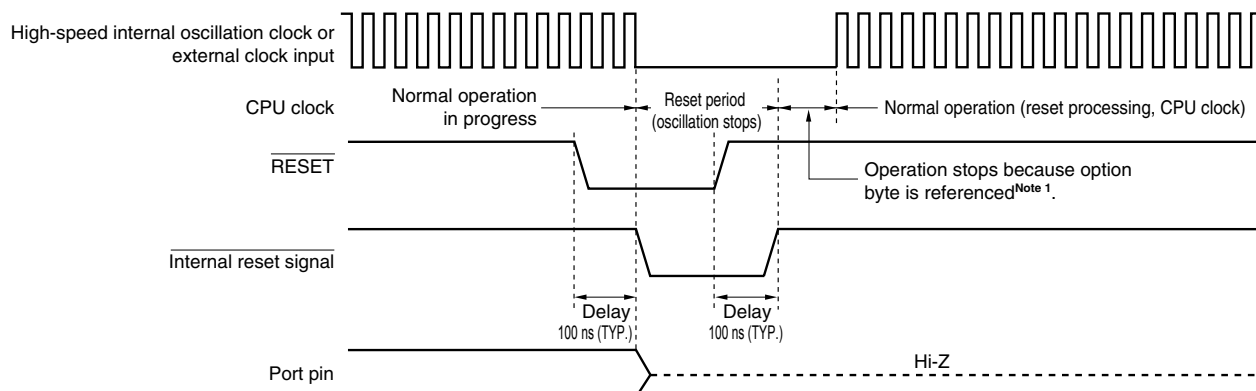 High-speed internal oscillation clock or
external clock input
CPU clock
Normal operation
in progress
Reset period
(oscillation stops)
Normal operation (reset processing, CPU clock)
RESET
Operation stops because option
byte is referencedNote 1.
Internal reset signal
Delay
100 ns (TYP.)
Delay
100 ns (TYP.)
Hi-Z
Port pin